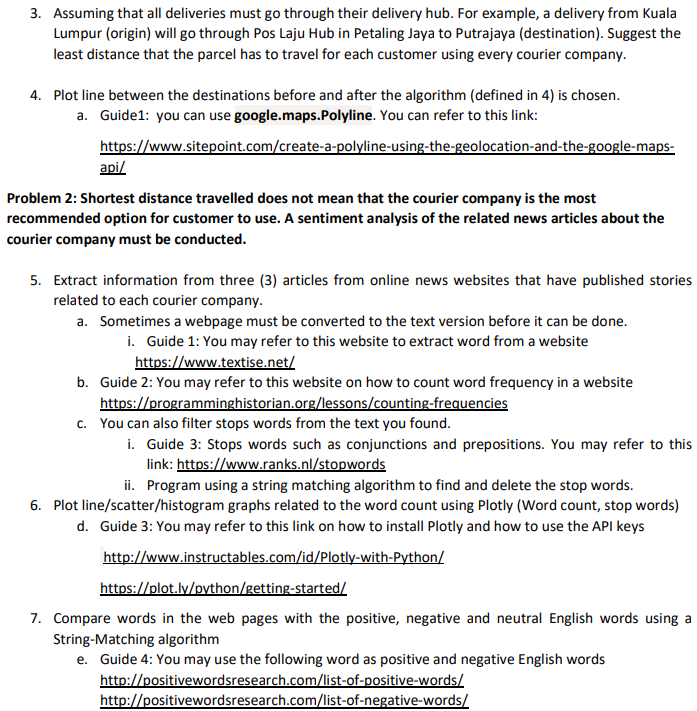 3. Assuming that all deliveries must go through their delivery hub. For example, a delivery from Kuala
Lumpur (origin) will go through Pos Laju Hub in Petaling Jaya to Putrajaya (destination). Suggest the
least distance that the parcel has to travel for each customer using every courier company.
4. Plot line between the destinations before and after the algorithm (defined in 4) is chosen.
a. Guide1: you can use google.maps.Polyline. You can refer to this link:
https://www.sitepoint.com/create-a-polyline-using-the-geolocation-and-the-google-maps-
api/
Problem 2: Shortest distance travelled does not mean that the courier company is the most
recommended option for customer to use. A sentiment analysis of the related news articles about the
courier company must be conducted.
5. Extract information from three (3) articles from online news websites that have published stories
related to each courier company.
a. Sometimes a webpage must be converted to the text version before it can be done.
i. Guide 1: You may refer to this website to extract word from a website
https://www.textise.net/
b. Guide 2: You may refer to this website on how to count word frequency in a website
https://programminghistorian.org/lessons/counting-frequencies
c. You can also filter stops words from the text you found.
i. Guide 3: Stops words such as conjunctions and prepositions. You may refer to this
link: https://www.ranks.nl/stopwords
ii. Program using a string matching algorithm to find and delete the stop words.
6. Plot line/scatter/histogram graphs related to the word count using Plotly (Word count, stop words)
d. Guide 3: You may refer to this link on how to install Plotly and how to use the API keys
http://www.instructables.com/id/Plotly-with-Python/
https://plot.ly/python/getting-started/
7. Compare words in the web pages with the positive, negative and neutral English words using a
String-Matching algorithm
e. Guide 4: You may use the following word as positive and negative English words
http://positivewordsresearch.com/list-of-positive-words/
http://positivewordsresearch.com/list-of-negative-words/